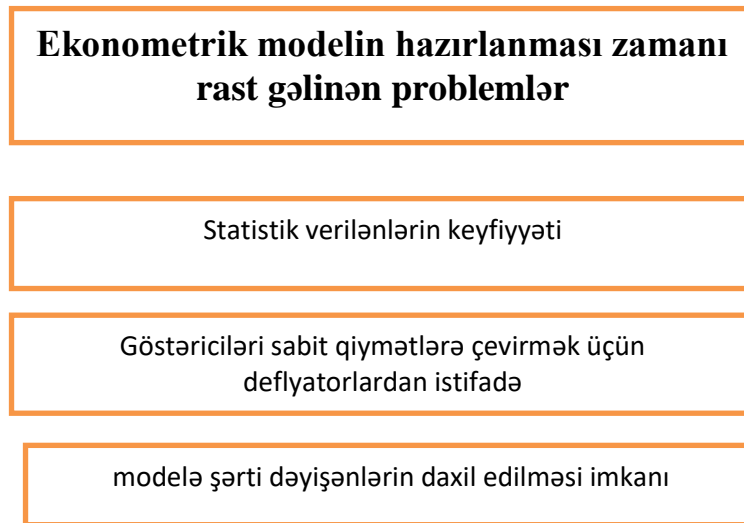 Ekonometrik modelin hazırlanması zamanı
rast gəlinən problemlər
Statistik verilənlərin keyfiyyəti
Göstəriciləri sabit qiymətlərə çevirmək üçün
deflyatorlardan istifadə
modelə şərti dəyişənlərin daxil edilməsi imkanı